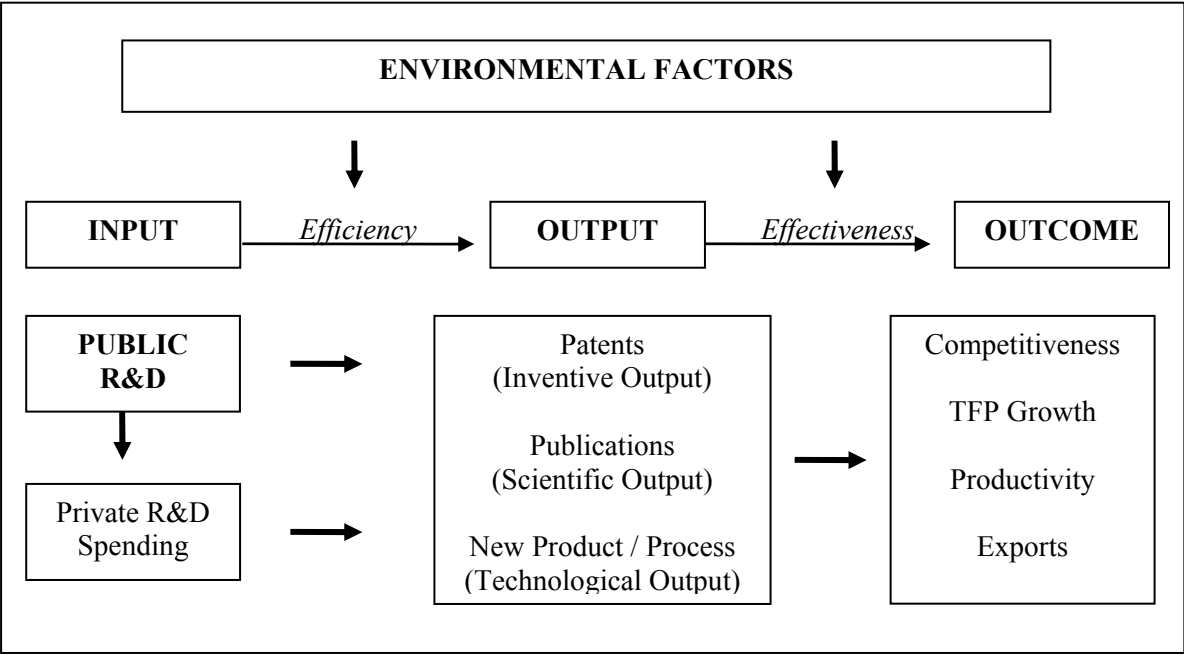 ENVIRONMENTAL FACTORS
INPUT
Efficiency
OUTPUT
Effectiveness
OUTCOME
PUBLIC
R&D
Private R&D
Spending
Patents
(Inventive Output)
Publications
(Scientific Output)
New Product / Process
(Technological Output)
Competitiveness
TFP Growth
Productivity
Exports